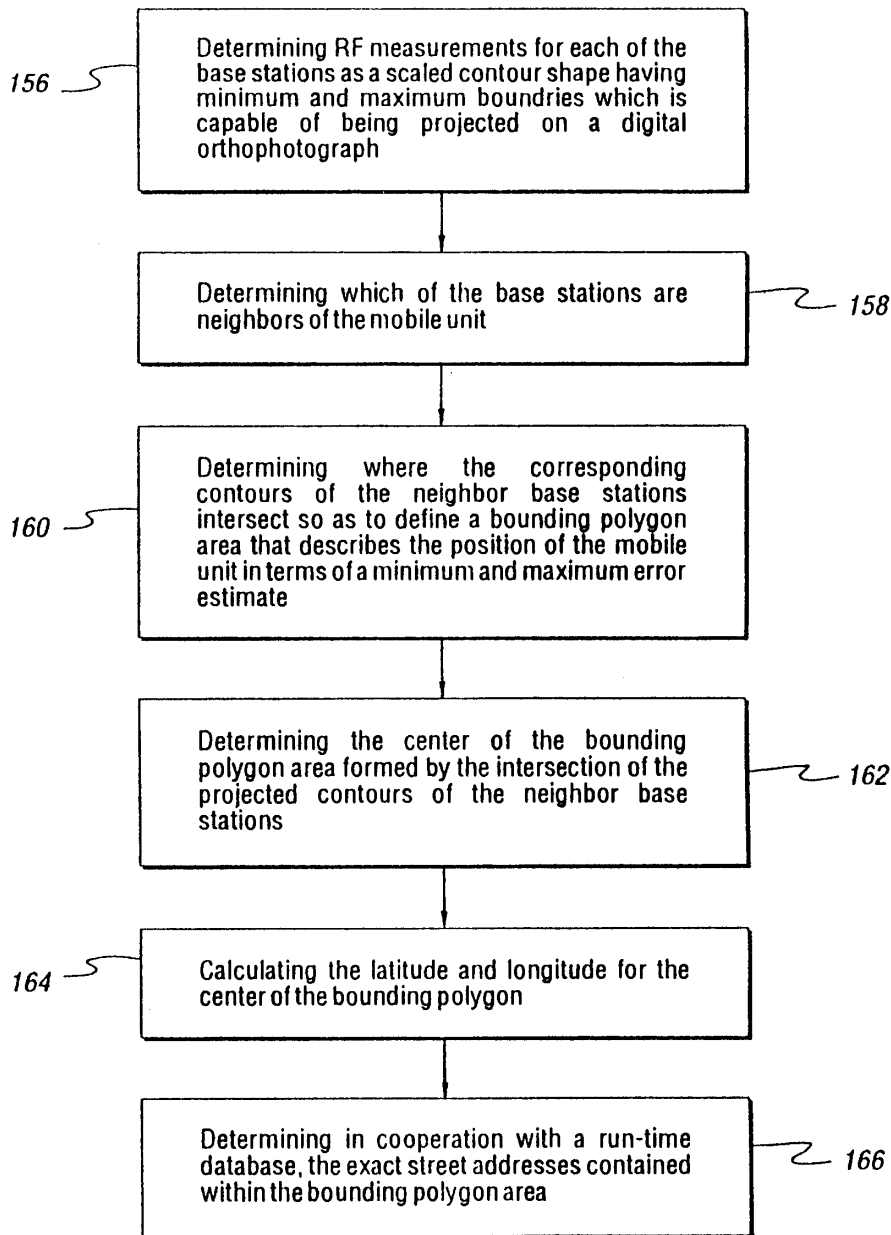 156
Determining RF measurements for each of the
base stations as a scaled contour shape having
minimum and maximum boundries which is
capable of being projected on a digital
orthophotograph
Determining which of the base stations are
neighbors of the mobile unit
158
160
Determining where the corresponding
contours of the neighbor base stations
intersect so as to define a bounding polygon
area that describes the position of the mobile
unit in terms of a minimum and maximum error
estimate
Determining the center of the bounding
polygon area formed by the intersection of the
projected contours of the neighbor base
stations
162
164
Calculating the latitude and longitude for the
center of the bounding polygon
Determining in cooperation with a run-time
database, the exact street addresses contained
within the bounding polygon area
166